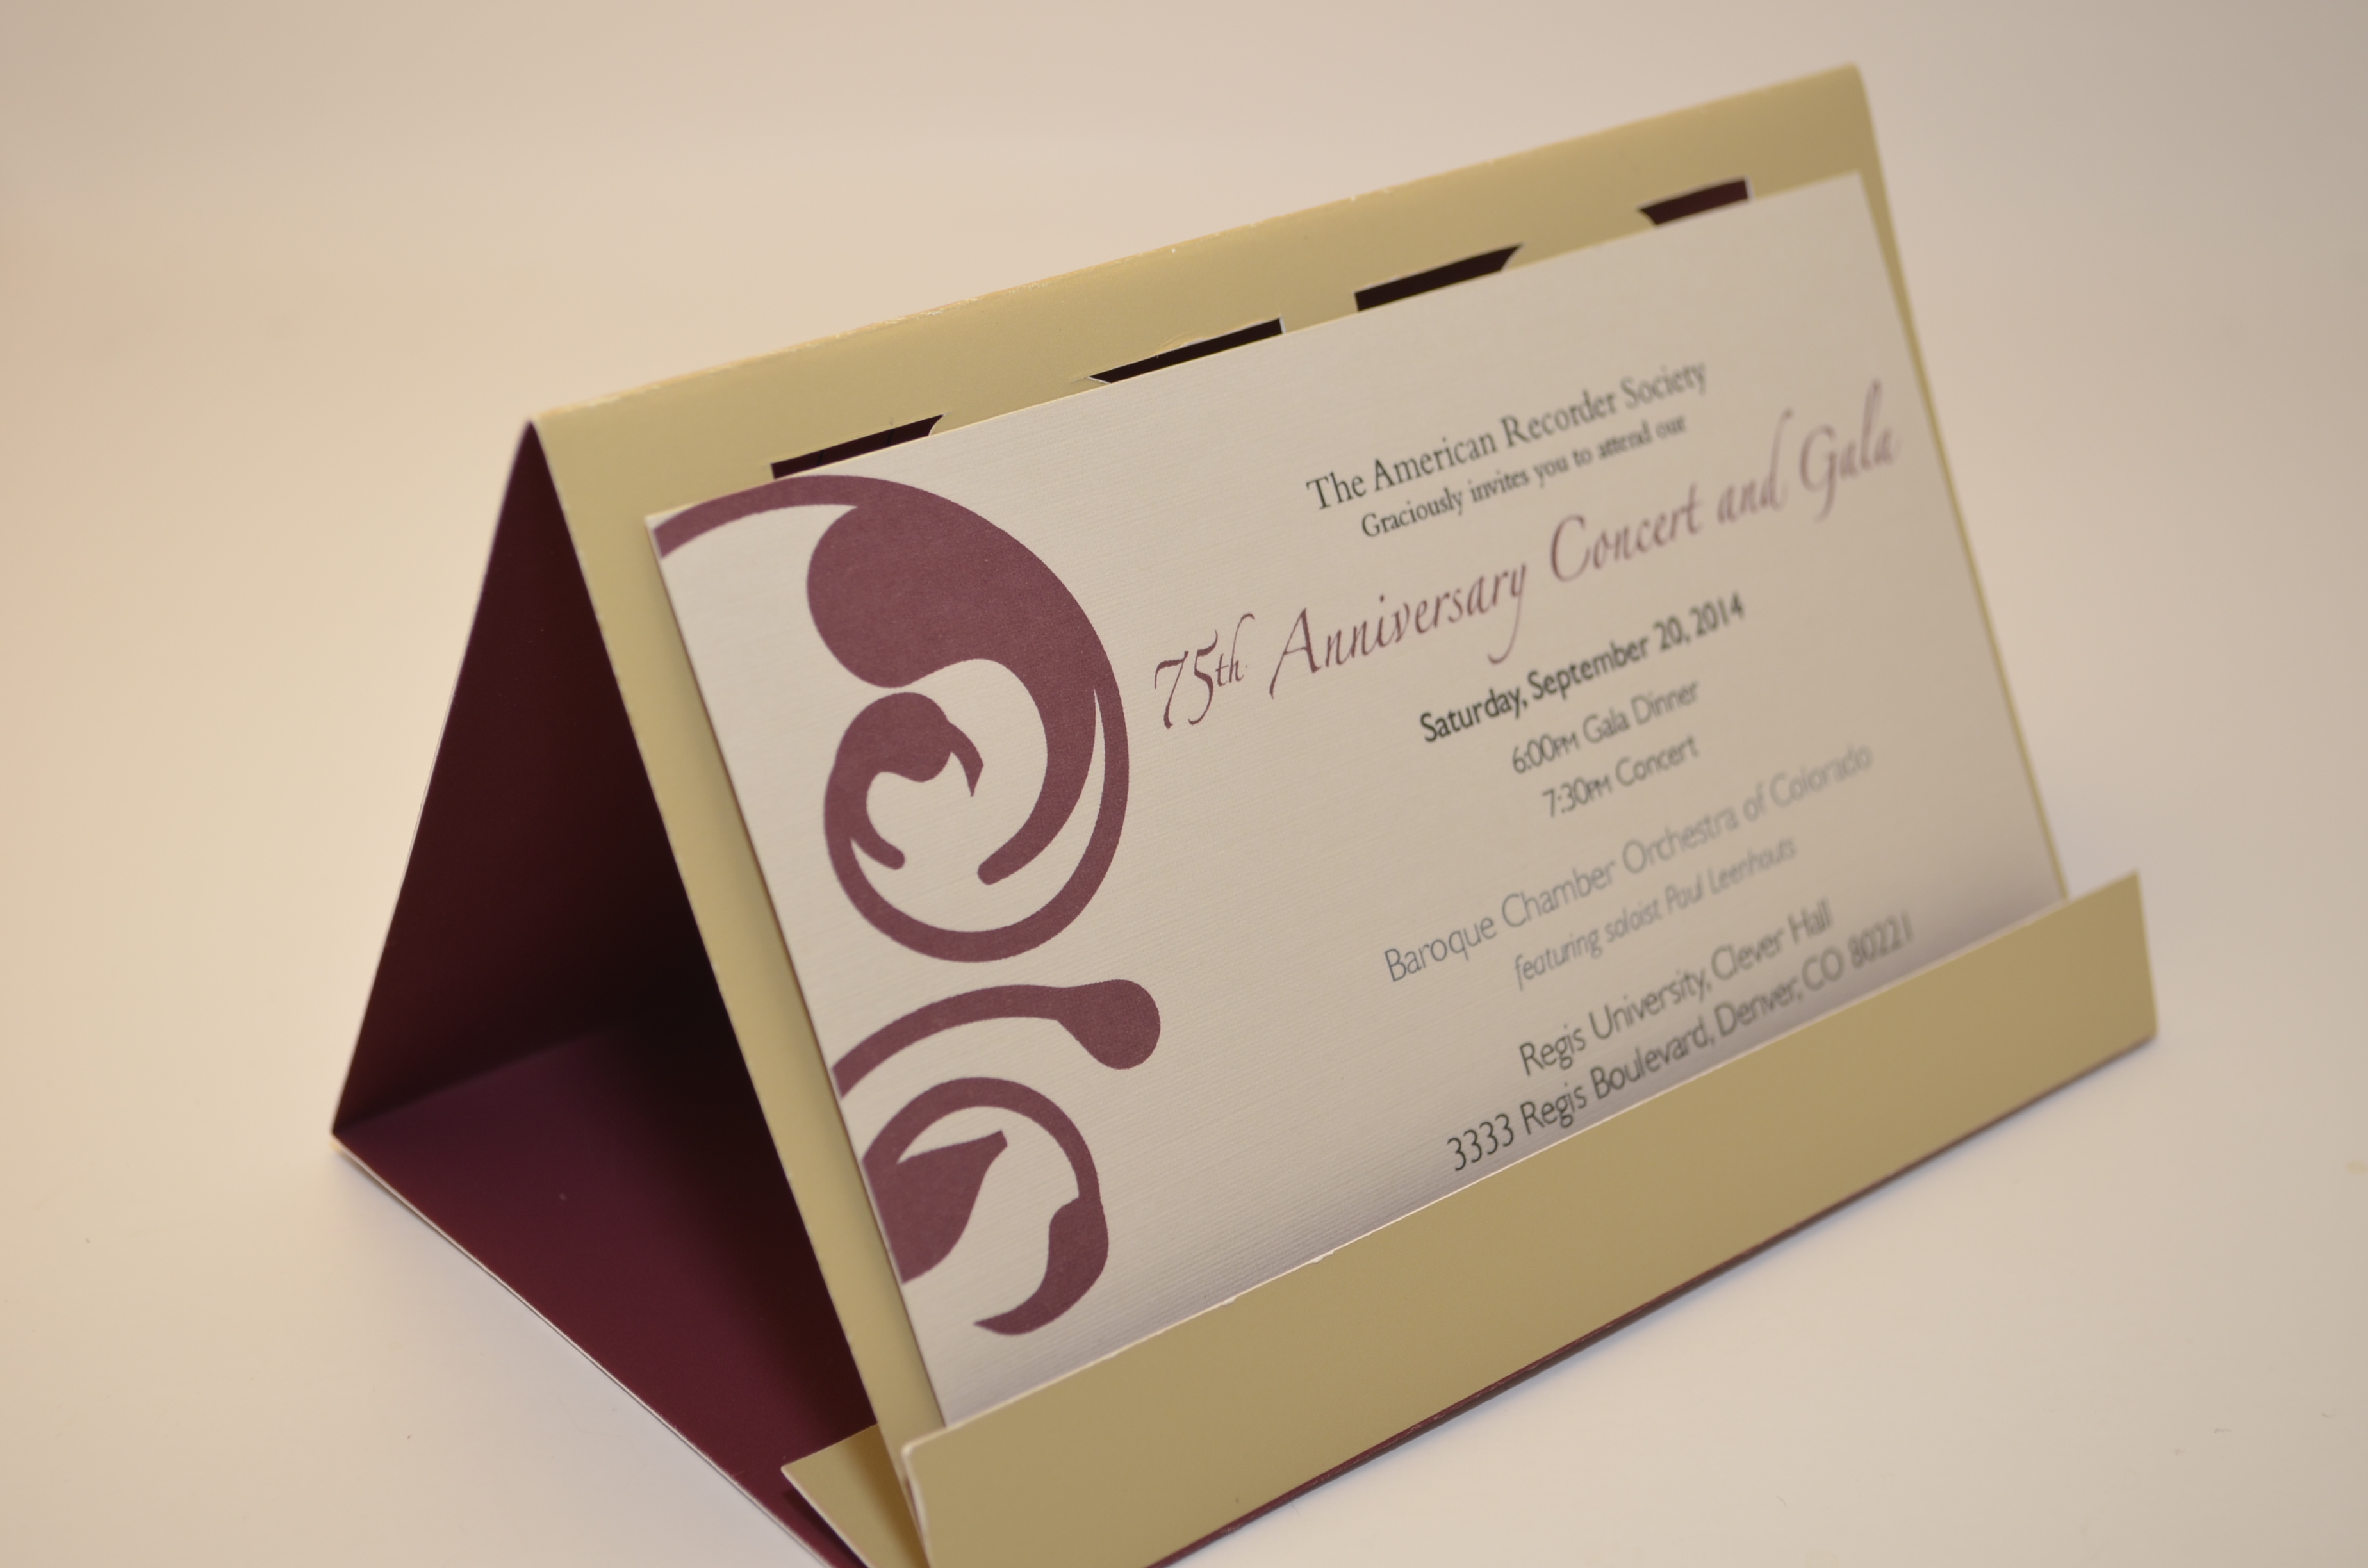 The American Recorder Society
Graciously invites you to attend our
75th Anniversary Concert and Gala
Saturday, September 20, 2014
6:00PM Gala Dinner
7:30PM Concert
Baroque Chamber Orchestra of Colorado
featuring soloist Paul Leenhouts
Regis University, Clever Hall
3333 Regis Boulevard, Denver, CO 80221